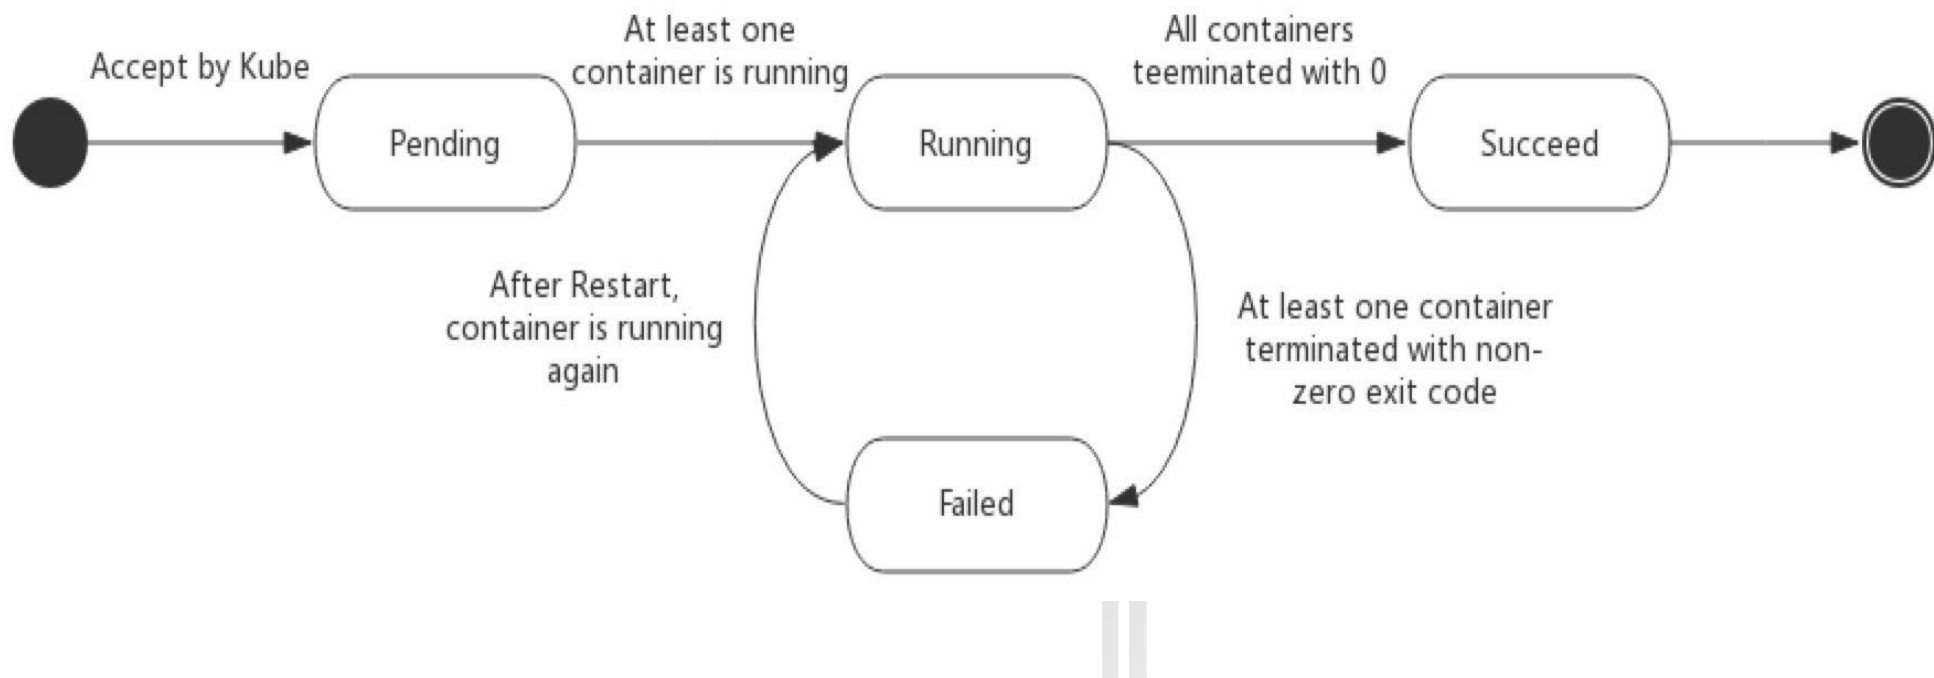 Accept by Kube
Pending
At least one
container is running
Running
All containers
teeminated with 0
Succeed
After Restart,
container is running
again
At least one container
terminated with non-
zero exit code
Failed